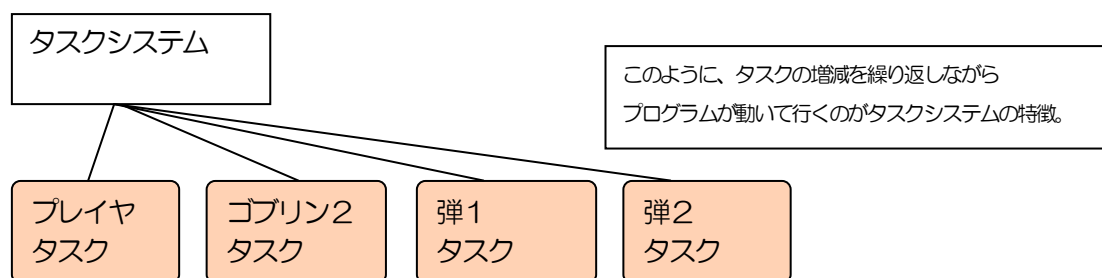 タスクシステム
このように、タスクの増減を繰り返しながら
プログラムが動いて行くのがタスクシステムの特徴。
プレイヤ
タスク
ゴブリン２
タスク
弾１
タスク
弾２
タスク